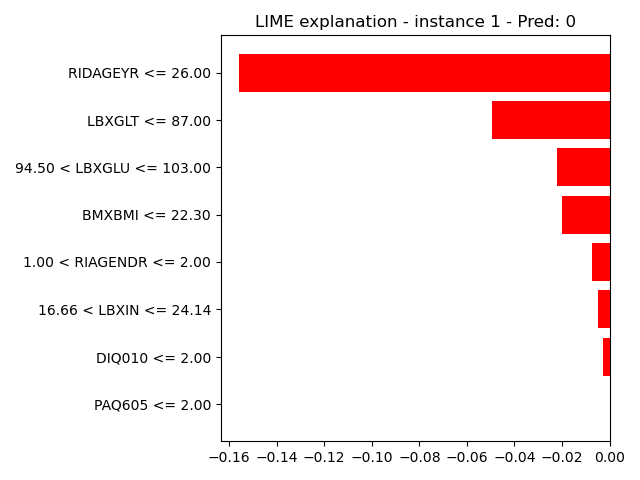 LIME explanation - instance 1 - Pred: 0
RIDAGEYR <= 26.00
LBXGLT <= 87.00
94.50 < LBXGLU <= 103.00
BMXBMI <= 22.30
1.00 < RIAGENDR <= 2.00
16.66 < LBXIN <= 24.14
DIQ010 <= 2.00
PAQ605 <= 2.00
−0.16 −0.14 −0.12 −0.10 −0.08 −0.06 −0.04 −0.02 0.00